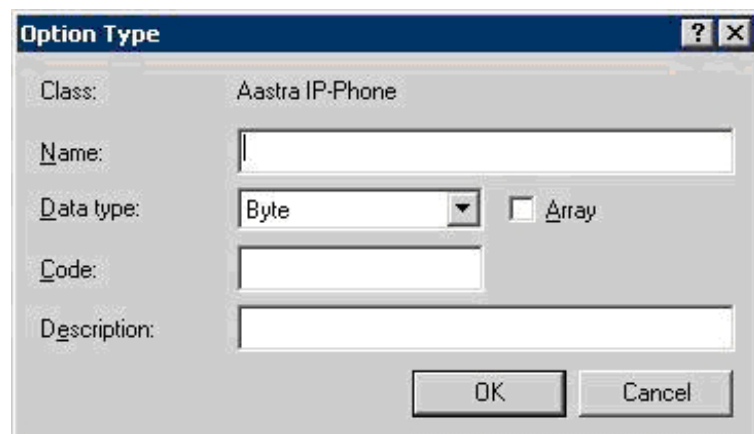 Option Type
Class: Aastra IP-Phone
Name:
Data type: Byte Array
Code:
Description:
OK Cancel